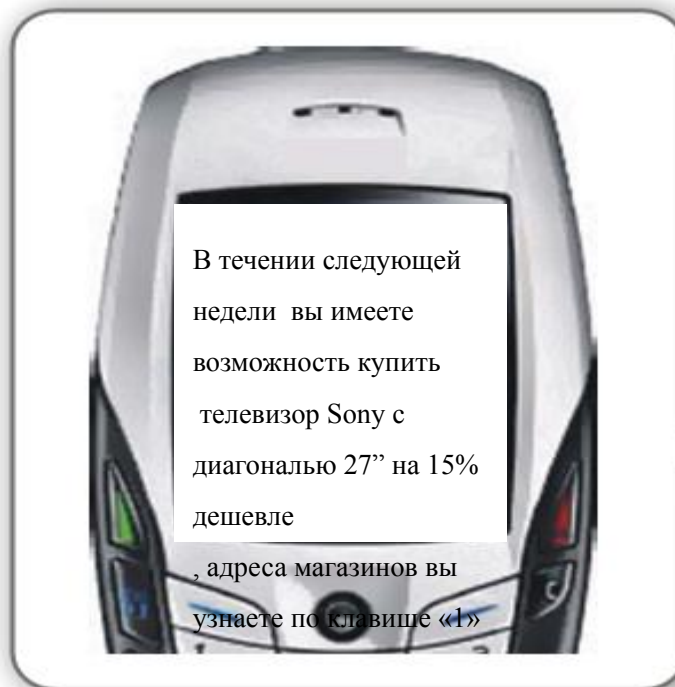 В течении следующей
недели вы имеете
возможность купить
телевизор Sony с
диагональю 27” на 15%
дешевле
, адреса магазинов вы
узнаете по клавише «1»